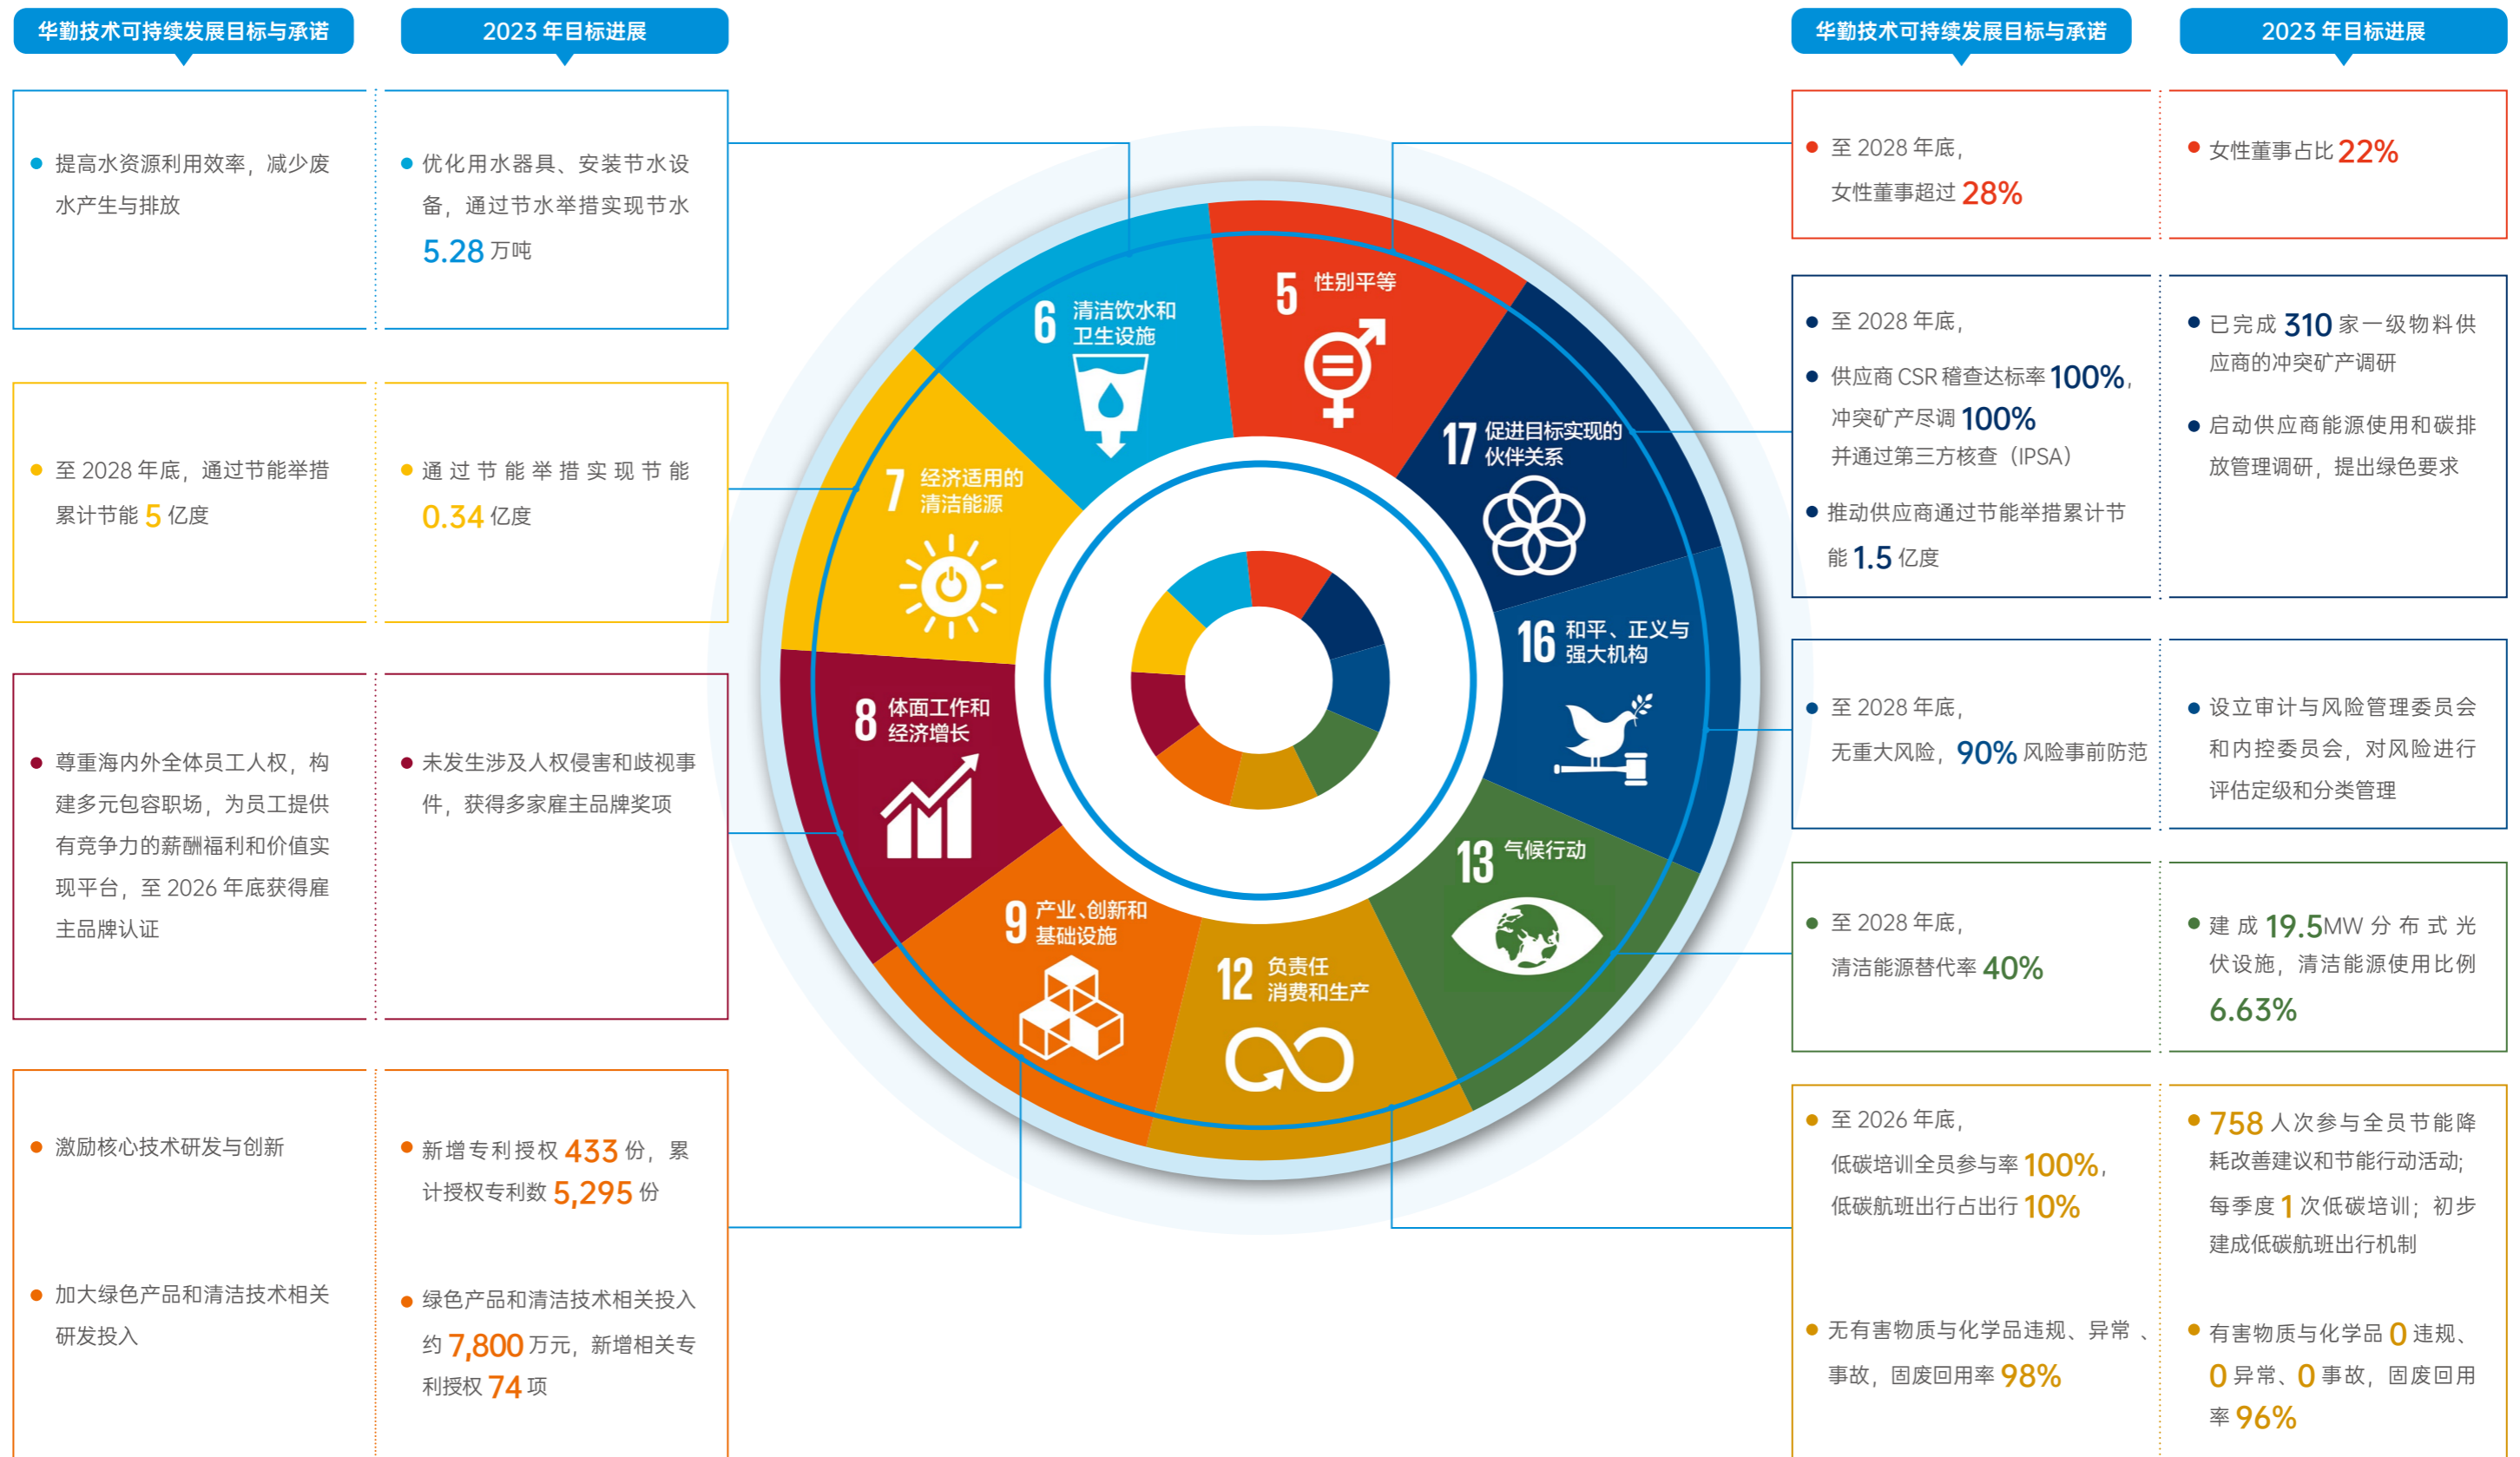 华勤技术可持续发展目标与承诺
2023 年目标进展
提高水资源利用效率，减少废
水产生与排放
优化用水器具、安装节水设
备，通过节水举措实现节水
5.28 万吨
至 2028 年底，通过节能举措
累计节能 5 亿度
通过节能举措实现节能
0.34 亿度
尊重海内外全体员工人权，构
建多元包容职场，为员工提供
有竞争力的薪酬福利和价值实
现平台，至 2026 年底获得雇
主品牌认证
未发生涉及人权侵害和歧视事
件，获得多家雇主品牌奖项
激励核心技术研发与创新
新增专利授权 433 份，累
计授权专利数 5,295 份
加大绿色产品和清洁技术相关
研发投入
绿色产品和清洁技术相关投入
约 7,800 万元，新增相关专
利授权 74 项
5 性别平等
6 清洁饮水和
卫生设施
7 经济适用的
清洁能源
8 体面工作和
经济增长
9 产业、创新和
基础设施
12 负责任
消费和生产
13 气候行动
16 和平、正义与
强大机构
17 促进目标实现的
伙伴关系
华勤技术可持续发展目标与承诺
2023 年目标进展
至 2028 年底，
女性董事超过 28%
女性董事占比 22%
至 2028 年底，
供应商 CSR 稽查达标率 100%，
冲突矿产尽调 100%
并通过第三方核查（IPSA）
推动供应商通过节能举措累计节
能 1.5 亿度
已完成 310 家一级物料供
应商的冲突矿产调研
启动供应商能源使用和碳排
放管理调研，提出绿色要求
至 2028 年底，
无重大风险，90% 风险事前防范
设立审计与风险管理委员会
和内控委员会，对风险进行
评估定级和分类管理
至 2028 年底，
清洁能源替代率 40%
建成 19.5MW 分布式光
伏设施，清洁能源使用比例
6.63%
至 2026 年底，
低碳培训全员参与率 100%，
低碳航班出行占出行 10%
758 人次参与全员节能降
耗改善建议和节能行动活动；
每季度 1 次低碳培训；初步
建成低碳航班出行机制
无有害物质与化学品违规、异常 、
事故，固废回用率 98%
有害物质与化学品 0 违规、
0 异常、0 事故，固废回用
率 96%